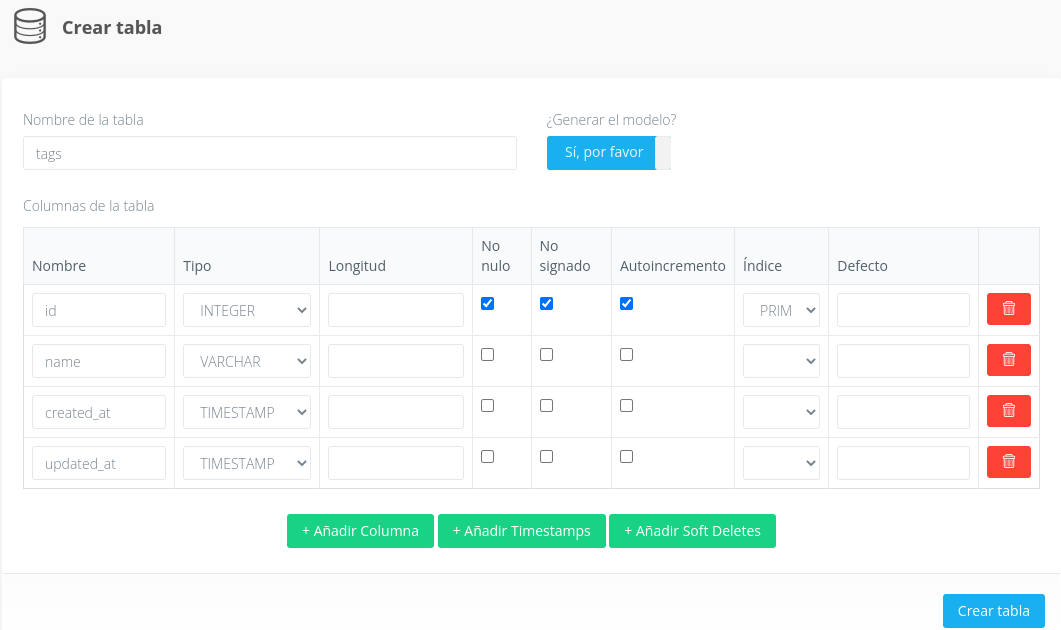 Crear tabla
Nombre de la tabla
¿Generar el modelo?
tags
Sí, por favor
Columnas de la tabla
Nombre Tipo Longitud No nulo No signado Autoincremento Índice Defecto
id INTEGER PRIM
name VARCHAR
created_at TIMESTAMP
updated_at TIMESTAMP
+ Añadir Columna + Añadir Timestamps + Añadir Soft Deletes
Crear tabla